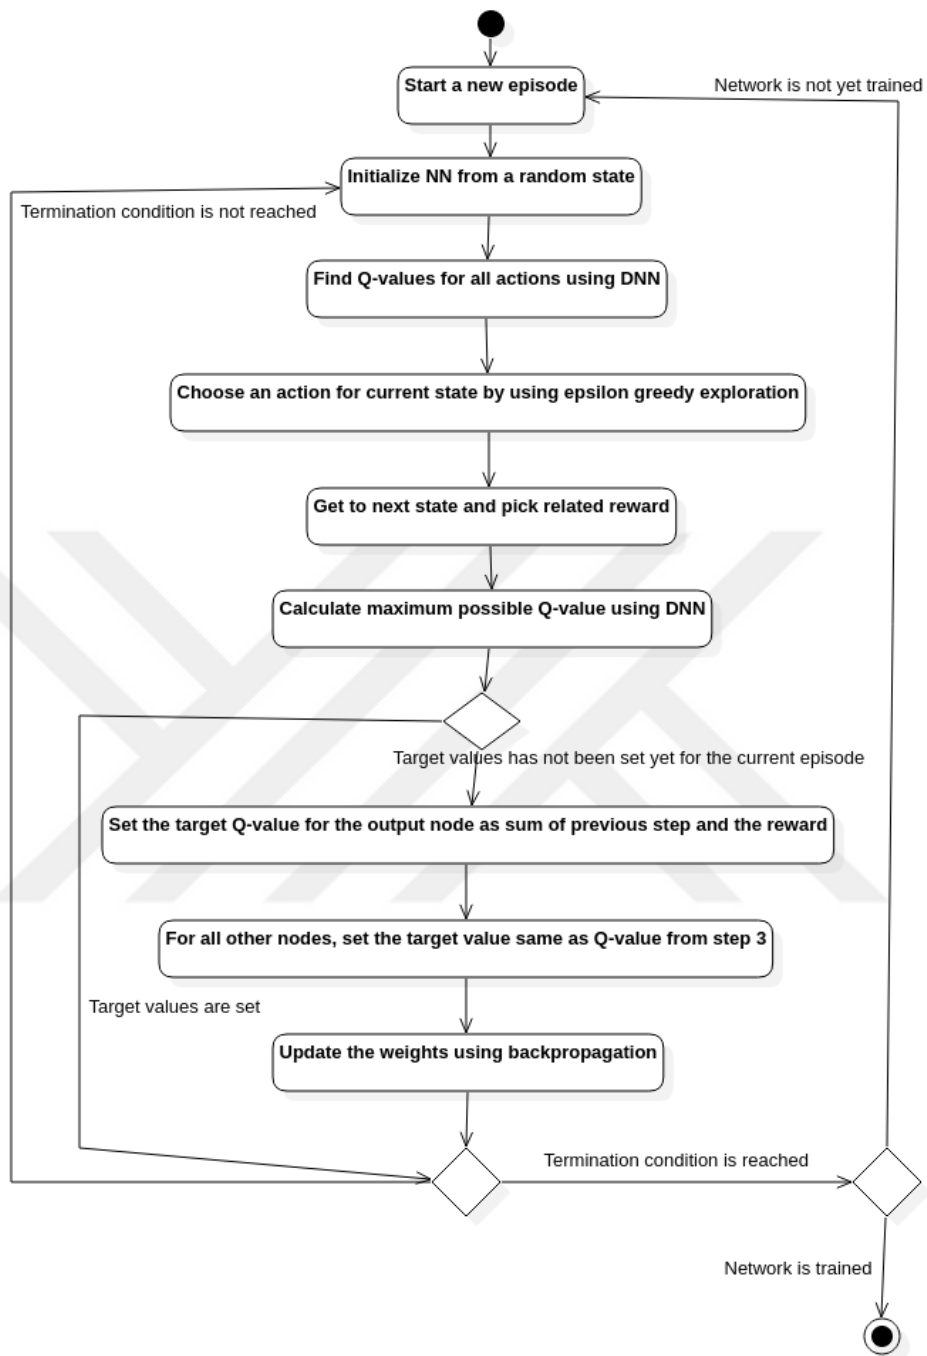 Start a new episode
Network is not yet trained
Initialize NN from a random state
Termination condition is not reached
Find Q-values for all actions using DNN
Choose an action for current state by using epsilon greedy exploration
Get to next state and pick related reward
Calculate maximum possible Q-value using DNN
Target values has not been set yet for the current episode
Set the target Q-value for the output node as sum of previous step and the reward
For all other nodes, set the target value same as Q-value from step 3
Target values are set
Update the weights using backpropagation
Termination condition is reached
Network is trained